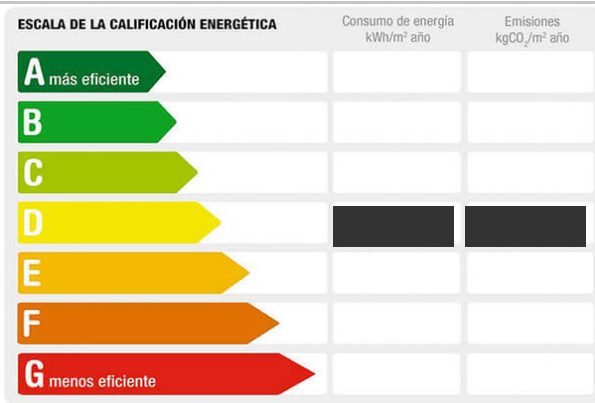 ESCALA DE LA CALIFICACIÓN ENERGÉTICA
Consumo de energía
kWh/m² año
Emisiones
kgCO₂/m² año
A más eficiente
B
C
D
E
F
G menos eficiente